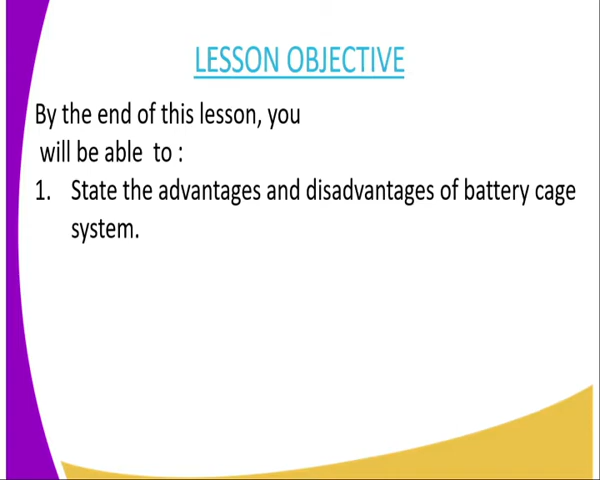 LESSON OBJECTIVE
By the end of this lesson, you
will be able to :
1. State the advantages and disadvantages of battery cage
system.